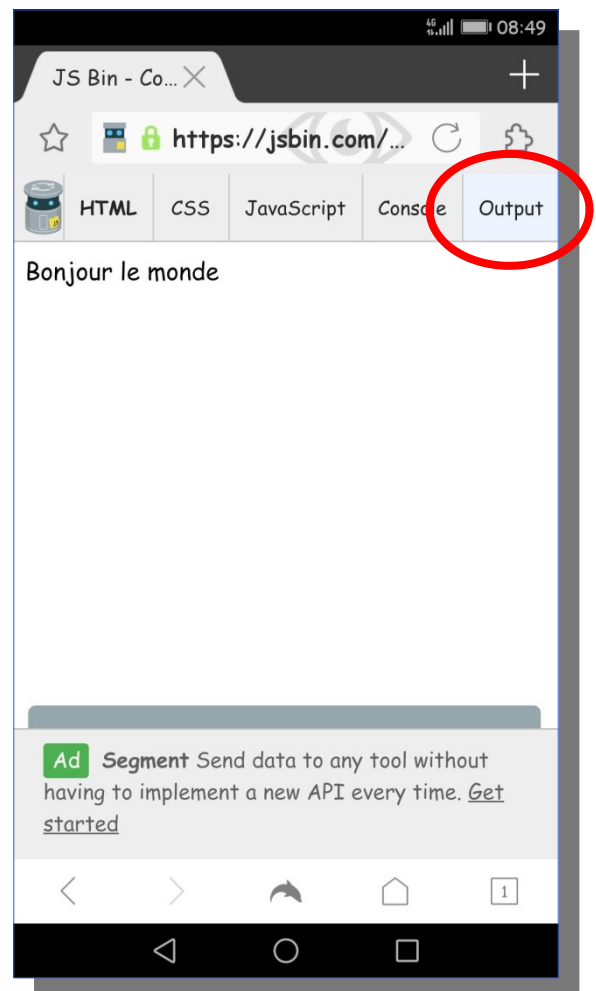 4G 08:49
JS Bin - Co...
https://jsbin.com/...
HTML CSS JavaScript Console Output
Bonjour le monde
Ad Segment Send data to any tool without
having to implement a new API every time. Get
started
1